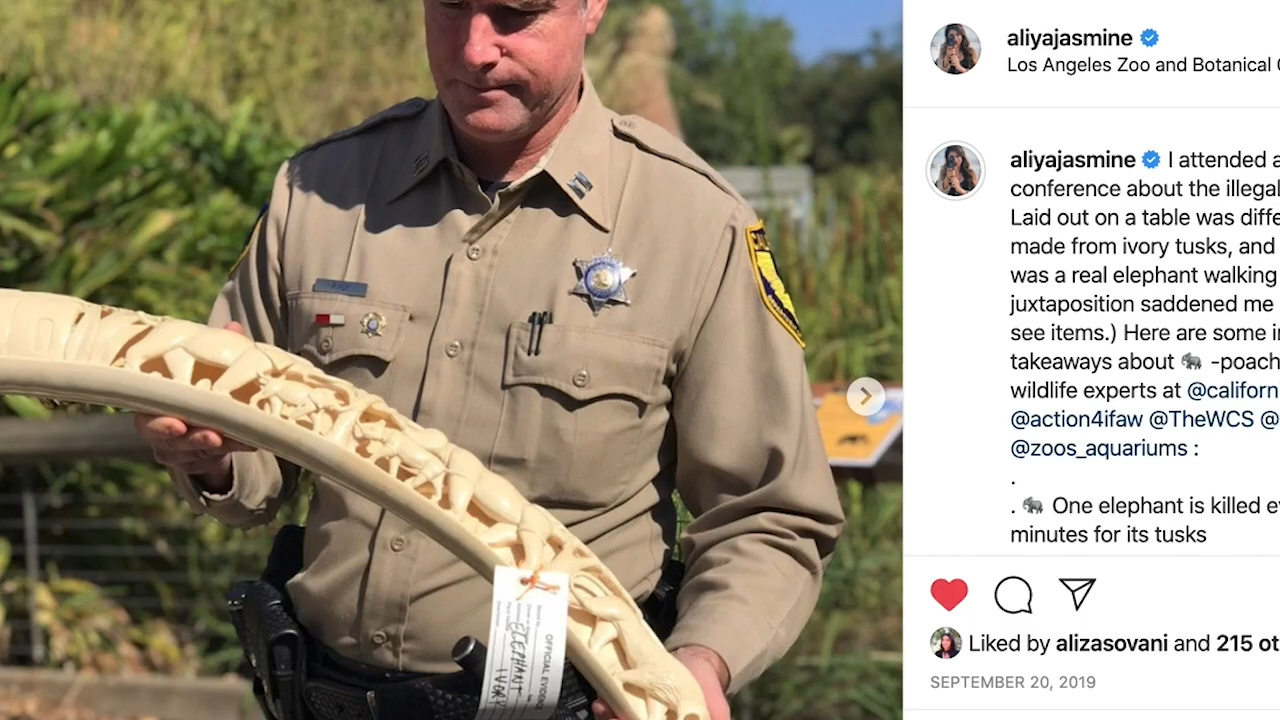 OFFICIAL EVIDENCE
ELEPHANT
IVORY
aliyajasmine
Los Angeles Zoo and Botanical
aliyajasmine I attended a
conference about the illegal
Laid out on a table was diffe
made from ivory tusks, and
was a real elephant walking
juxtaposition saddened me
see items.) Here are some in
takeaways about 🐘 -poach
wildlife experts at @californ
@action4ifaw @TheWCS @
@zoos_aquariums :
.
. 🐘 One elephant is killed ev
minutes for its tusks
Liked by alizasovani and 215 ot
SEPTEMBER 20, 2019